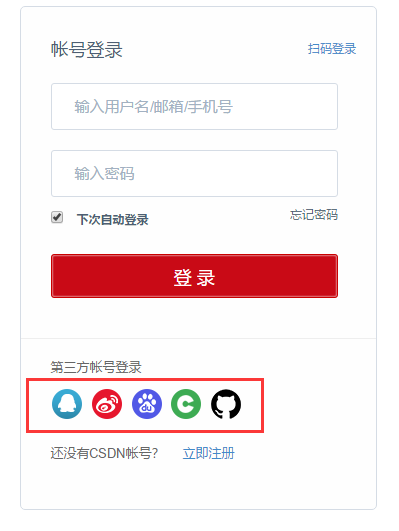 帐号登录
扫码登录
输入用户名/邮箱/手机号
输入密码
下次自动登录
忘记密码
登录
第三方帐号登录
du
还没有CSDN帐号?
立即注册